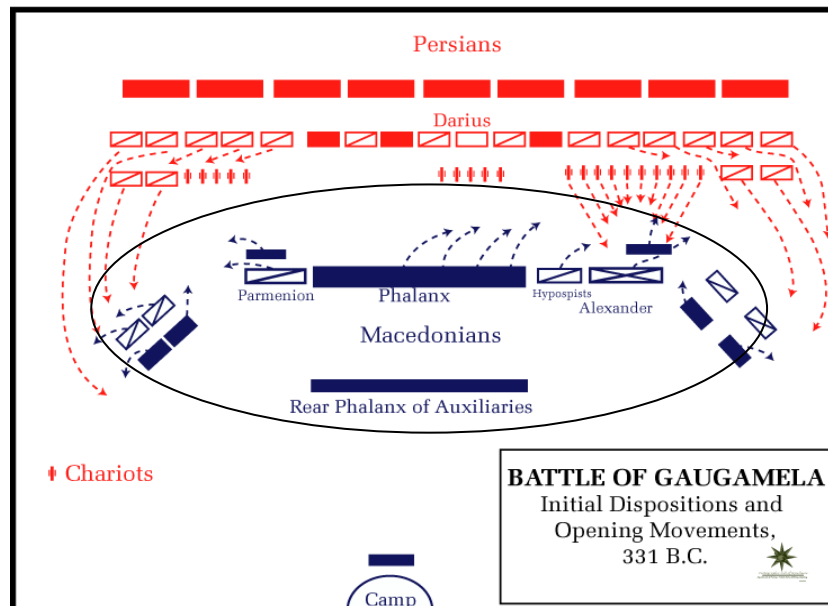 Persians
Darius
Parmenion
Phalanx
Hypospists
Alexander
Macedonians
Rear Phalanx of Auxiliaries
Chariots
BATTLE OF GAUGAMELA
Initial Dispositions and
Opening Movements,
331 B.C.
Camp